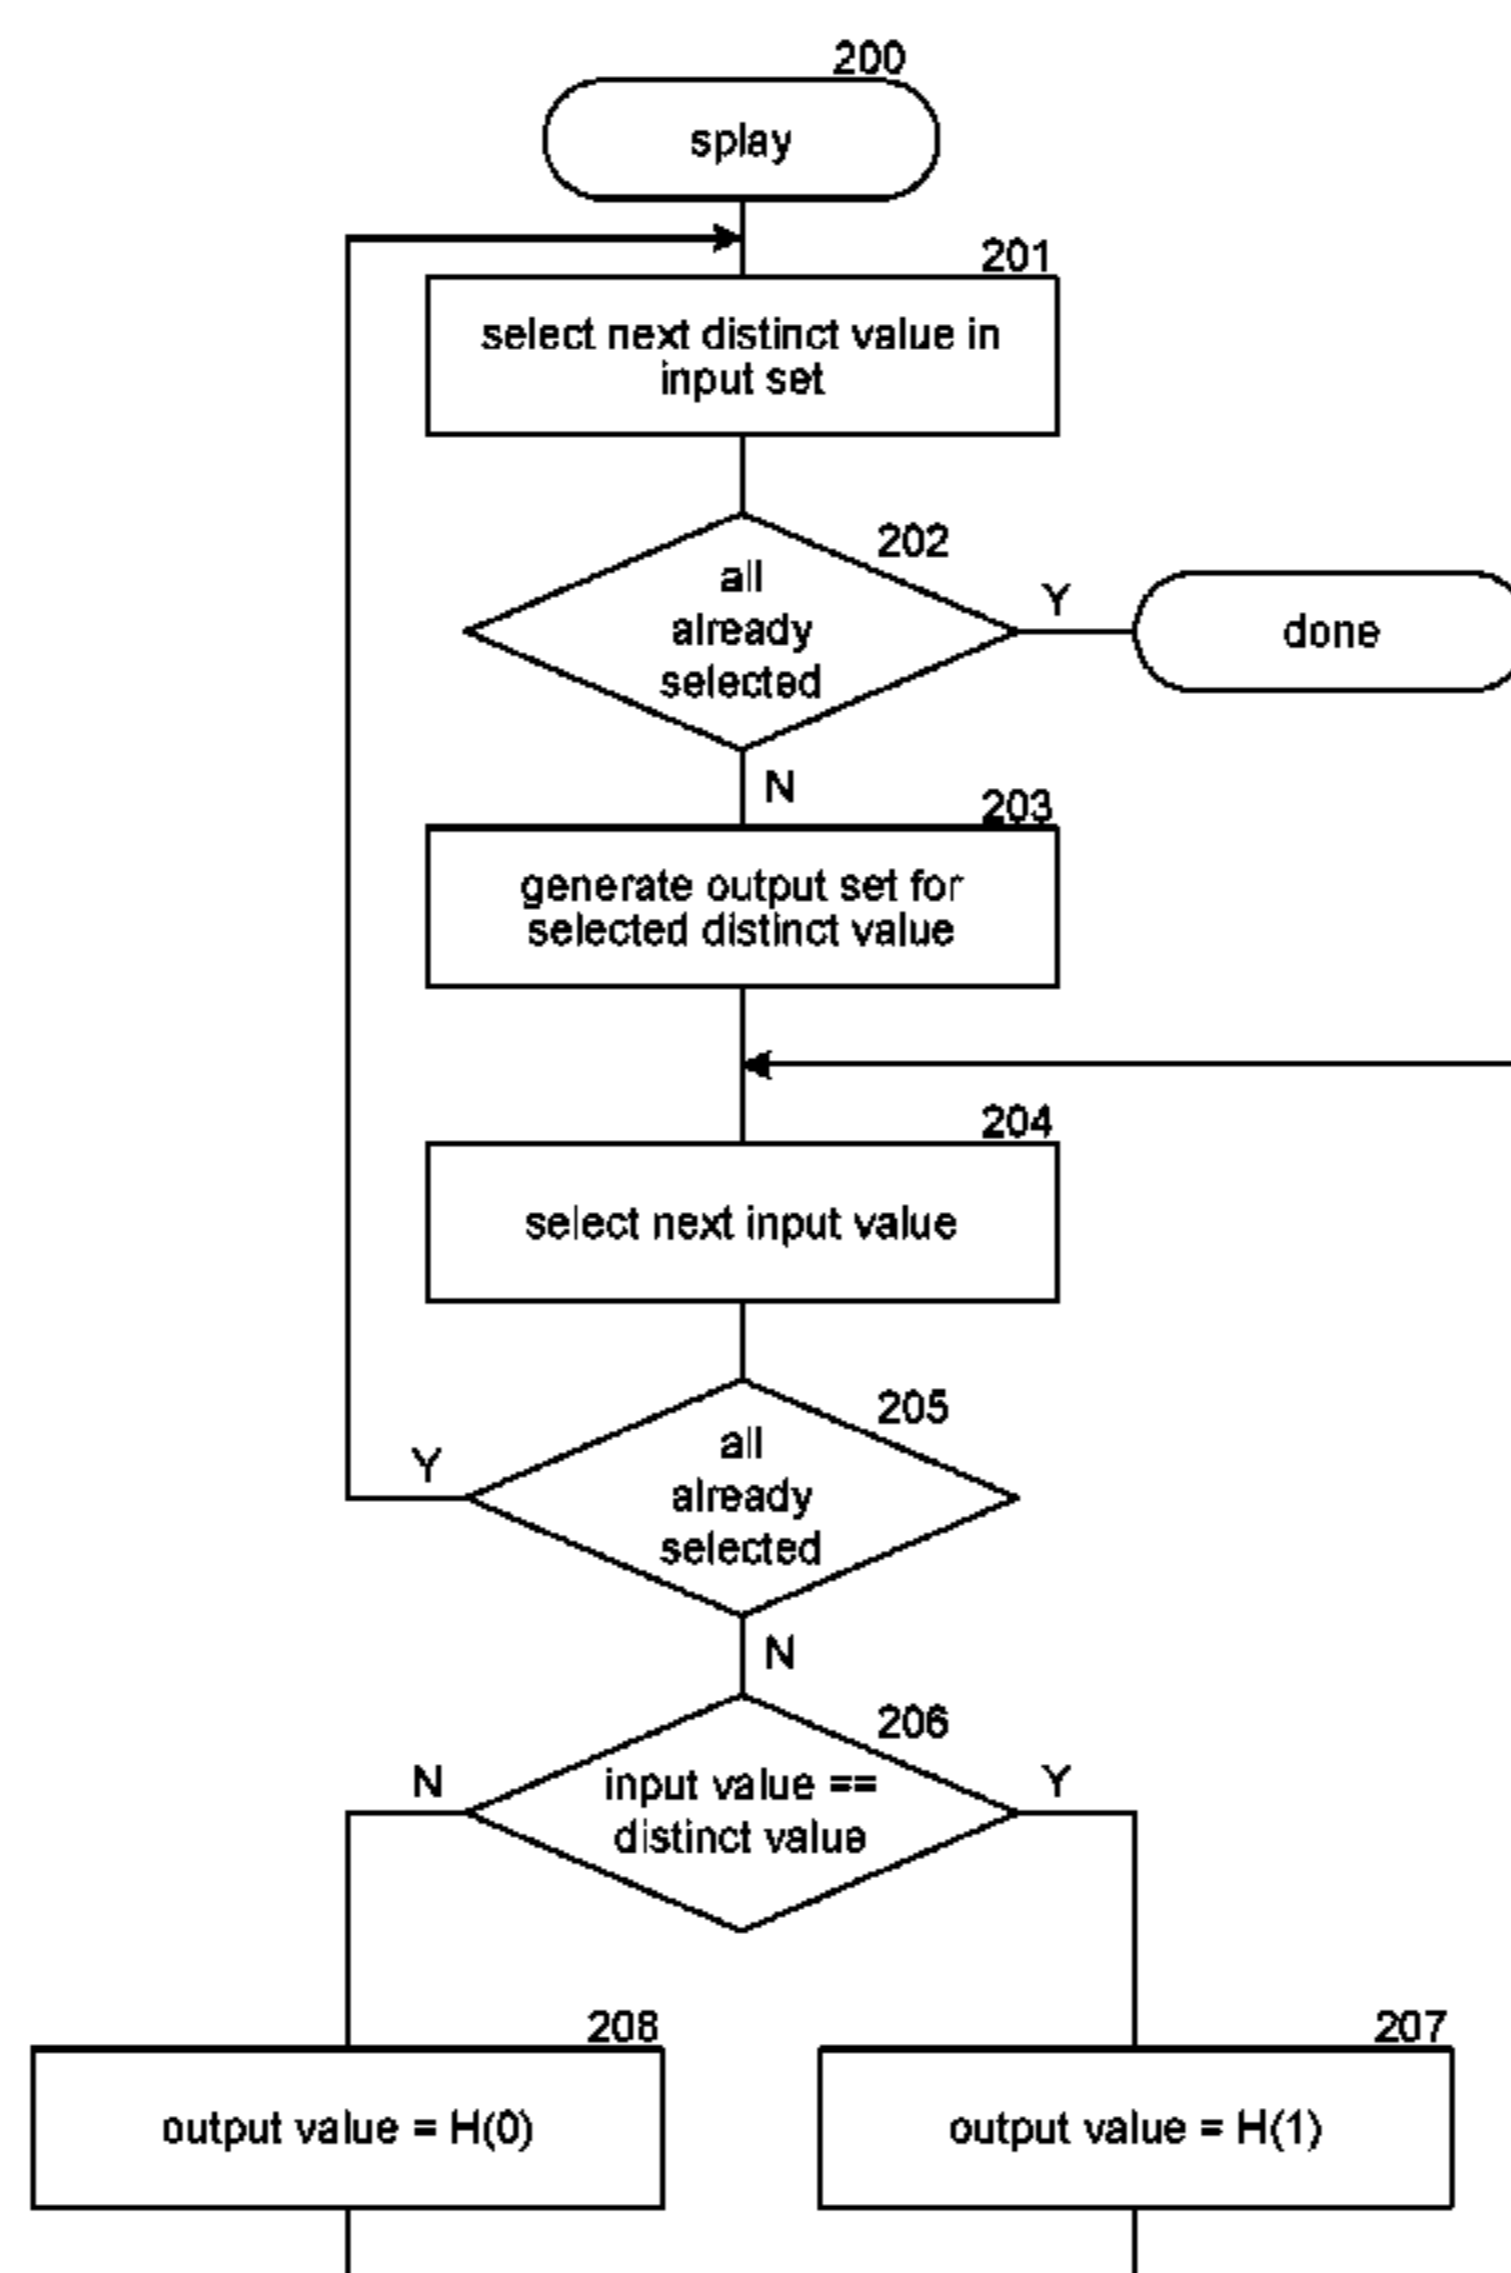 200
splay
201
select next distinct value in
input set
202
all
already
selected
Y
done
N
203
generate output set for
selected distinct value
204
select next input value
205
all
already
selected
Y
N
206
input value ==
distinct value
N
Y
208
output value = H(0)
207
output value = H(1)